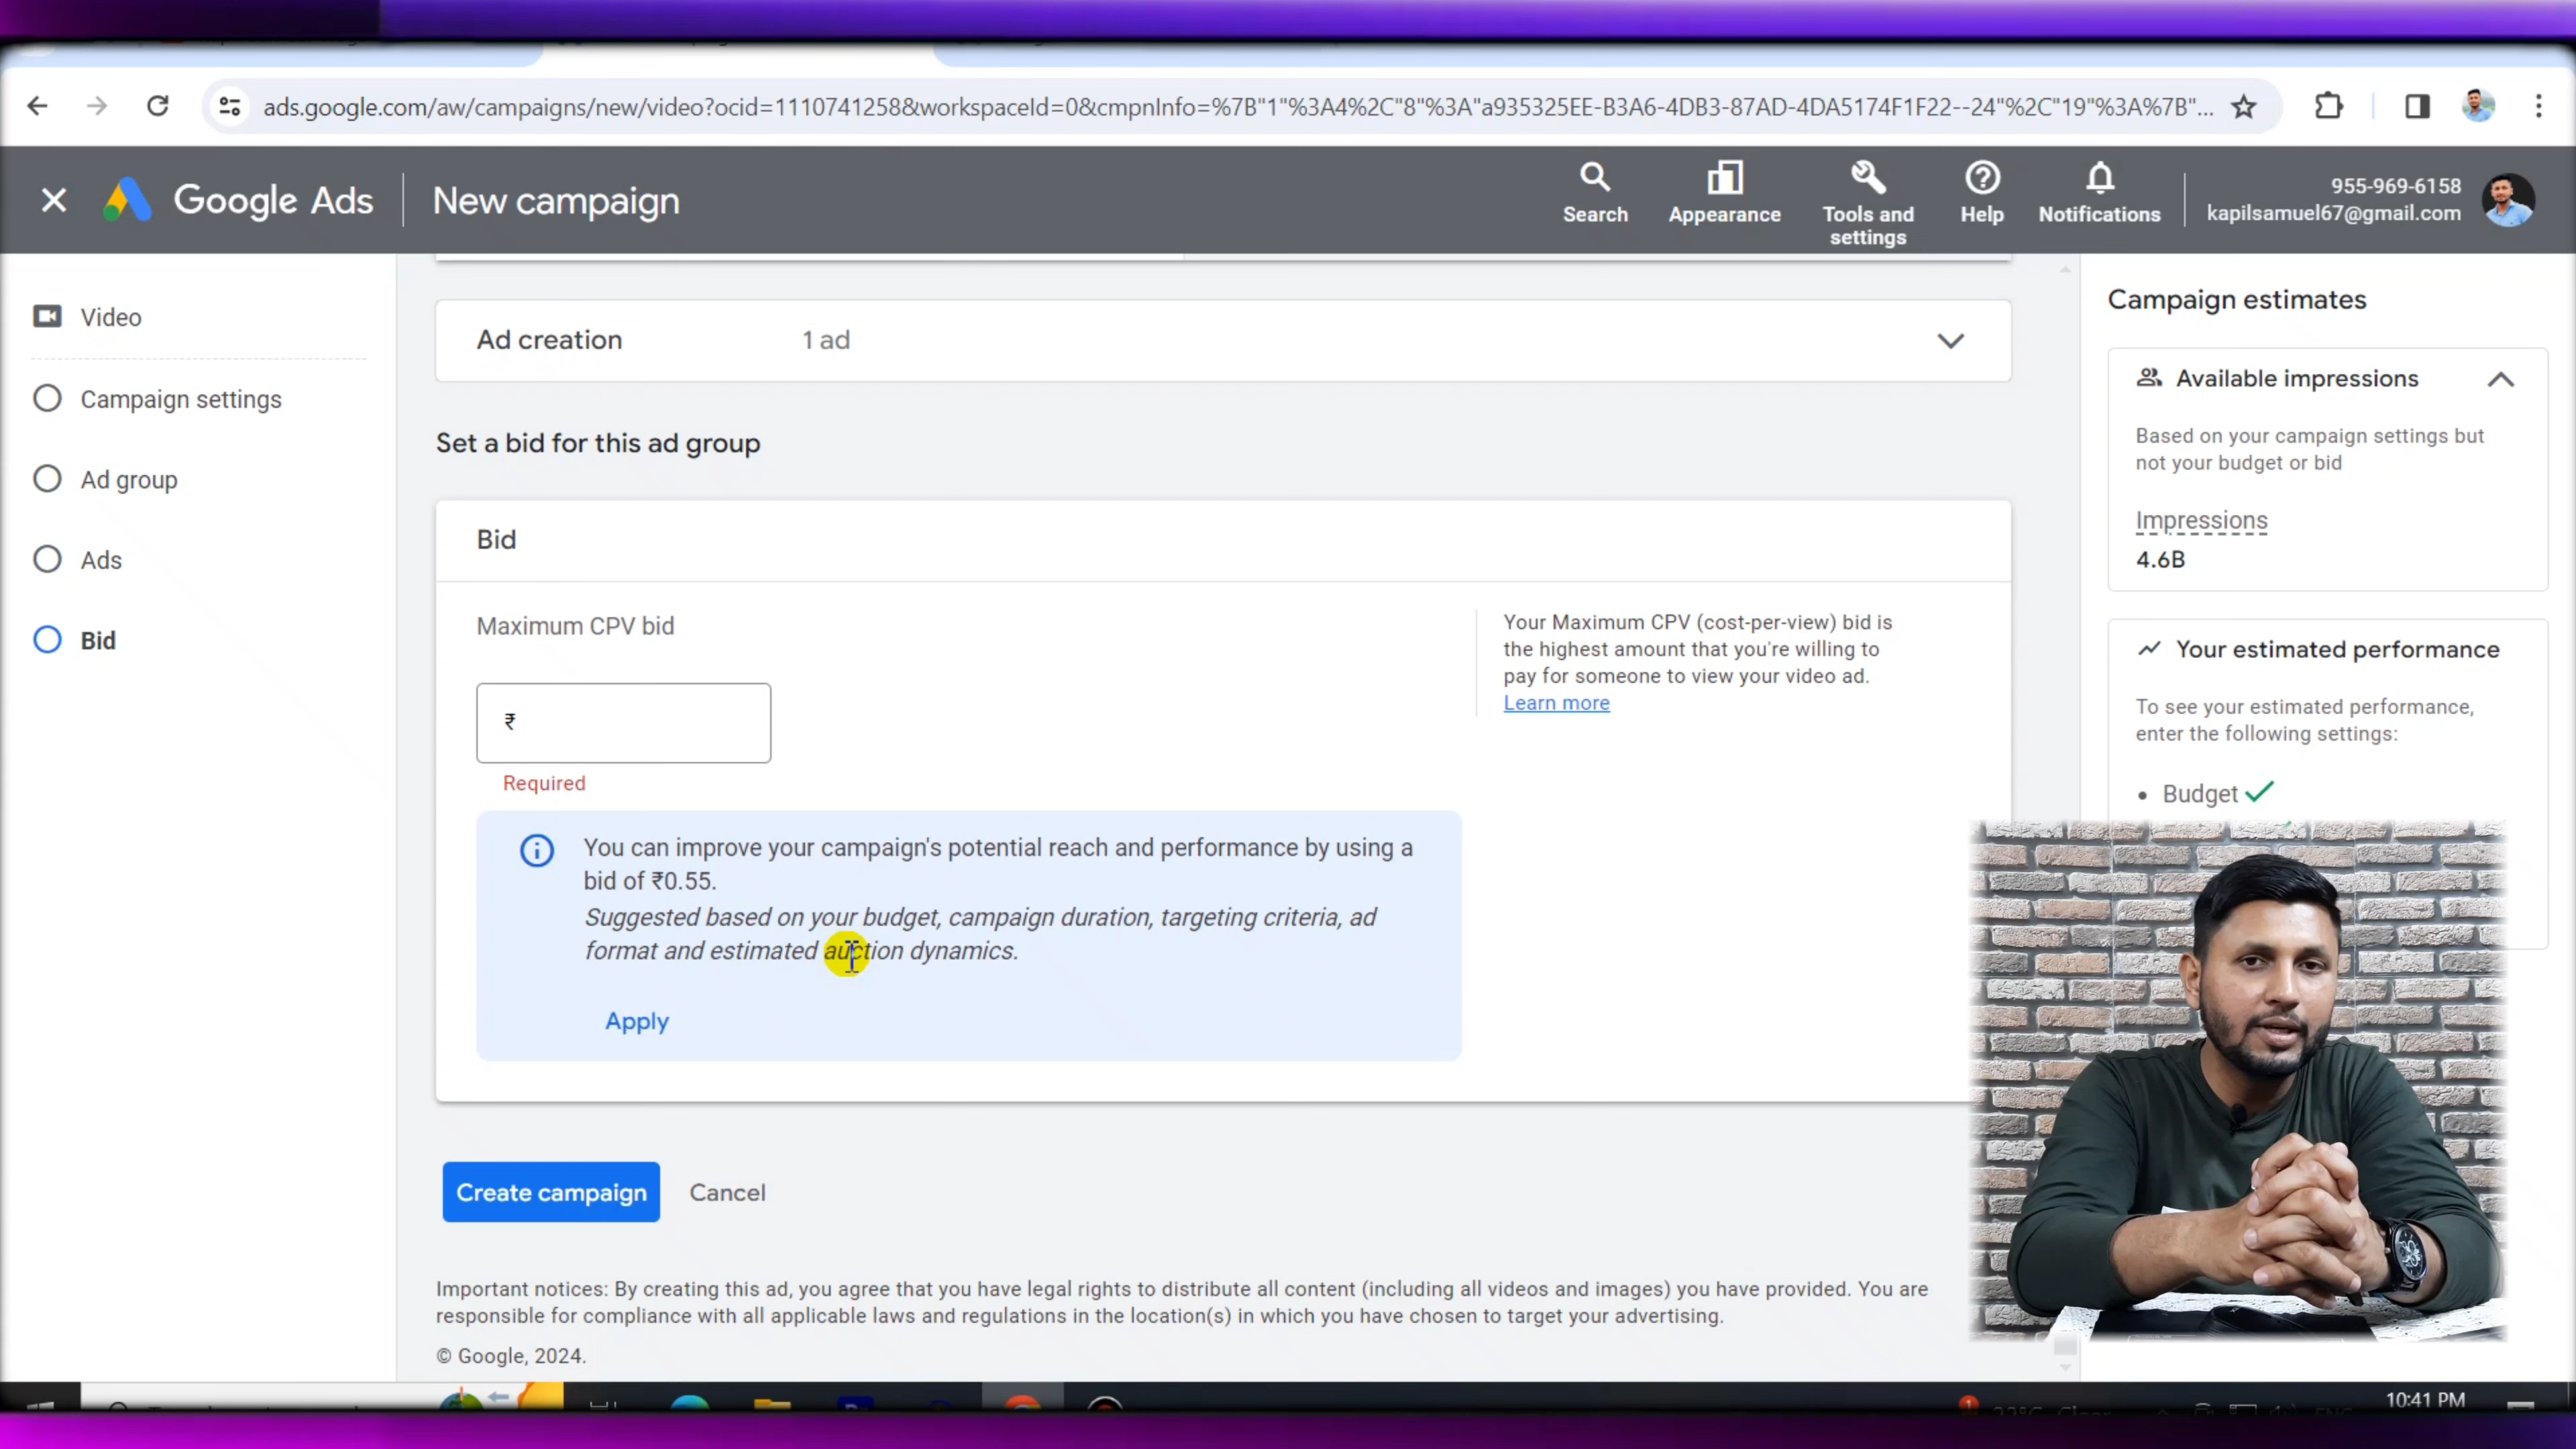 ads.google.com/aw/campaigns/new/video?ocid=1110741258&workspaceId=0&cmpnInfo=%7B"1"%3A4%2C"8"%3A"a935325EE-B3A6-4DB3-87AD-4DA5174F1F22--24"%2C"19"%3A%7B"...
Google Ads
New campaign
Search
Appearance
Tools and
settings
Help
Notifications
955-969-6158
kapilsamuel67@gmail.com
Video
Campaign settings
Ad group
Ads
Bid
Ad creation
1 ad
Set a bid for this ad group
Bid
Maximum CPV bid
₹
Required
Your Maximum CPV (cost-per-view) bid is
the highest amount that you're willing to
pay for someone to view your video ad.
Learn more
You can improve your campaign's potential reach and performance by using a
bid of ₹0.55.
Suggested based on your budget, campaign duration, targeting criteria, ad
format and estimated auction dynamics.
Apply
Create campaign
Cancel
Important notices: By creating this ad, you agree that you have legal rights to distribute all content (including all videos and images) you have provided. You are
responsible for compliance with all applicable laws and regulations in the location(s) in which you have chosen to target your advertising.
© Google, 2024.
Campaign estimates
Available impressions
Based on your campaign settings but
not your budget or bid
Impressions
4.6B
Your estimated performance
To see your estimated performance,
enter the following settings:
• Budget
10:41 PM